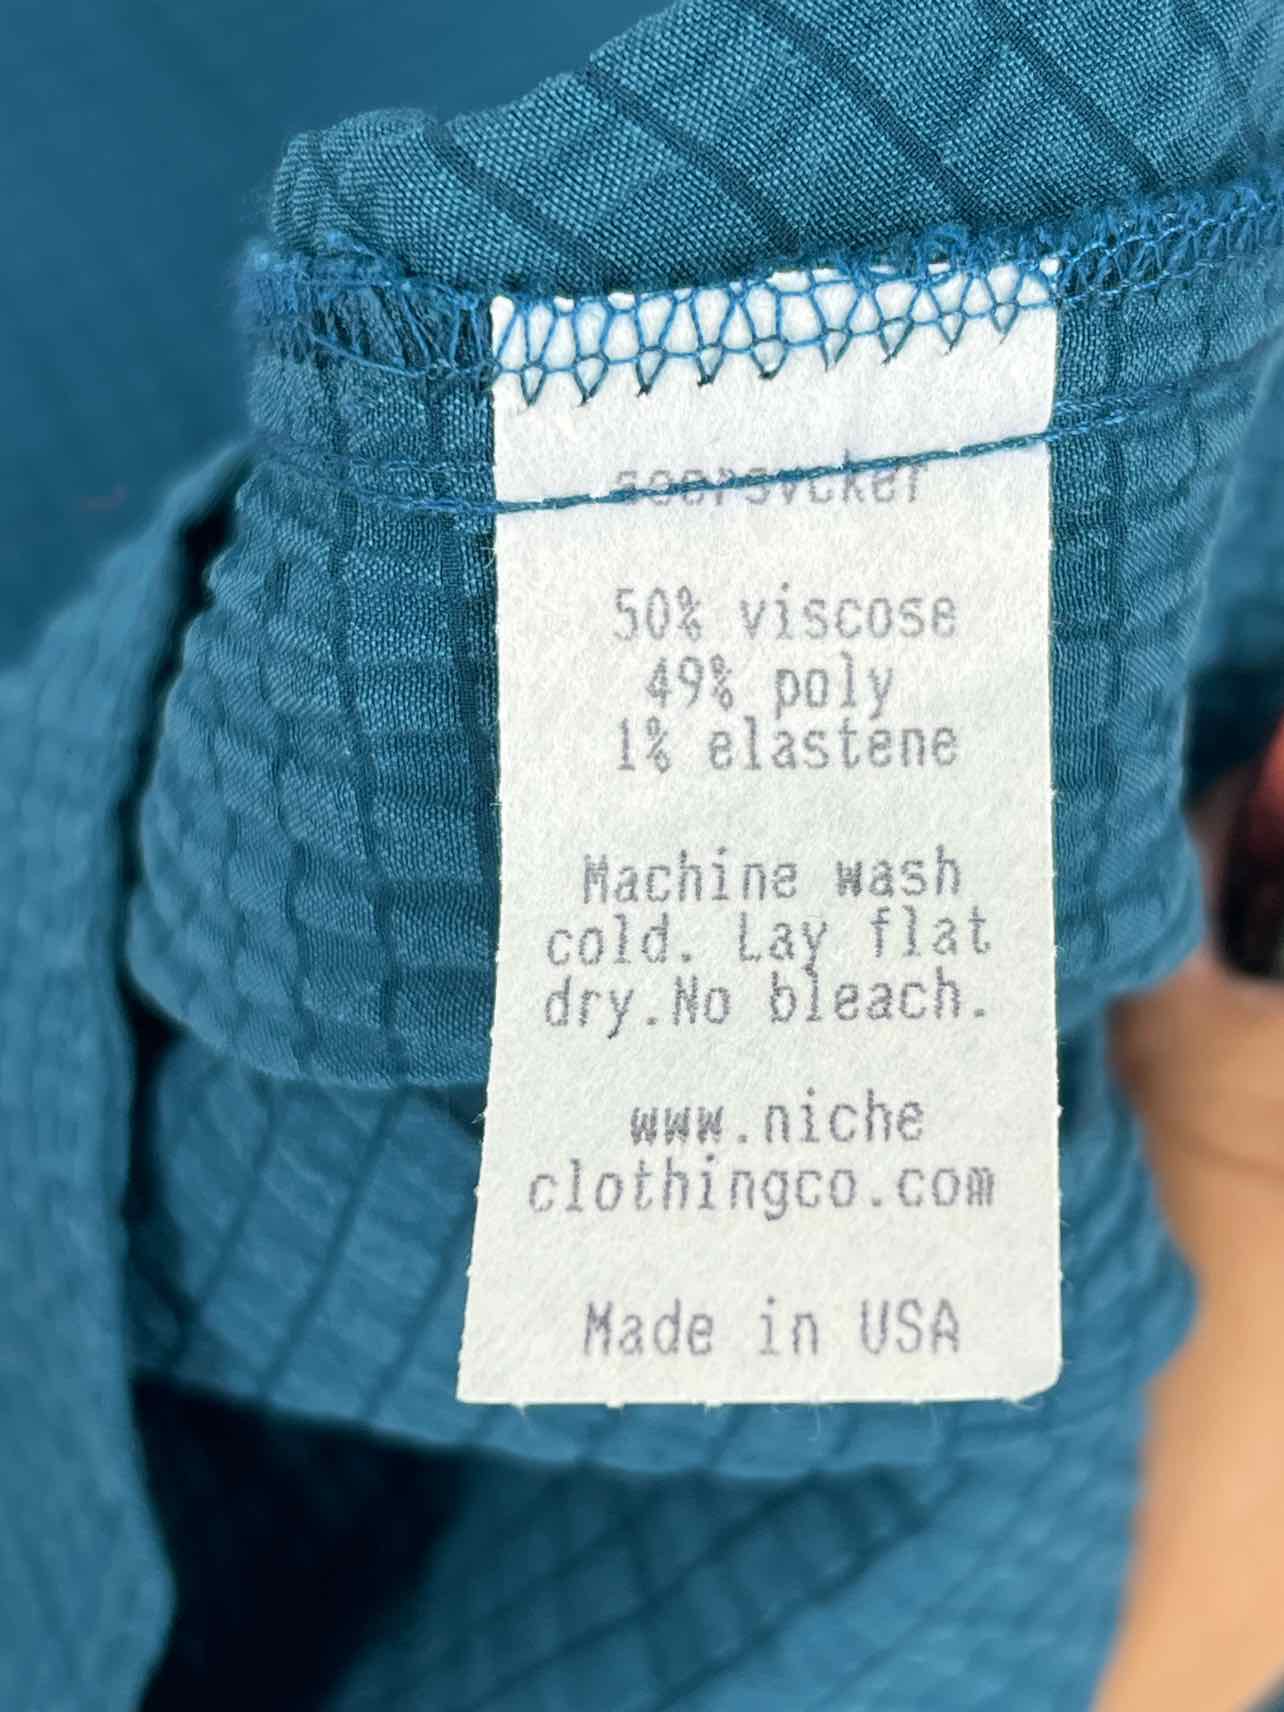 seersucker
50% viscose
49% poly
1% elastene
Machine wash
cold. Lay flat
dry.No bleach.
www.niche
clothingco.com
Made in USA